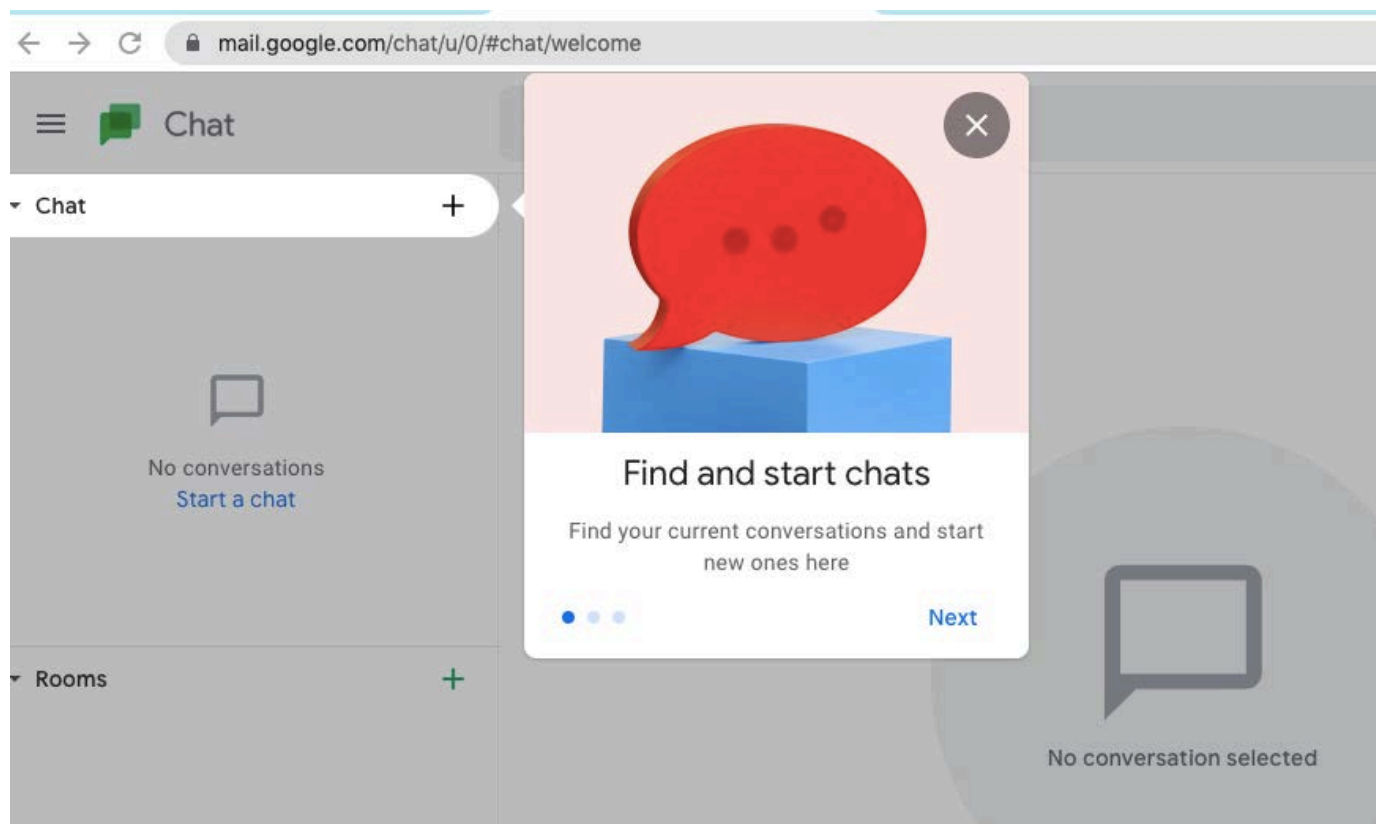 mail.google.com/chat/u/0/#chat/welcome
Chat
Chat
No conversations
Start a chat
Rooms
Find and start chats
Find your current conversations and start
new ones here
Next
No conversation selected